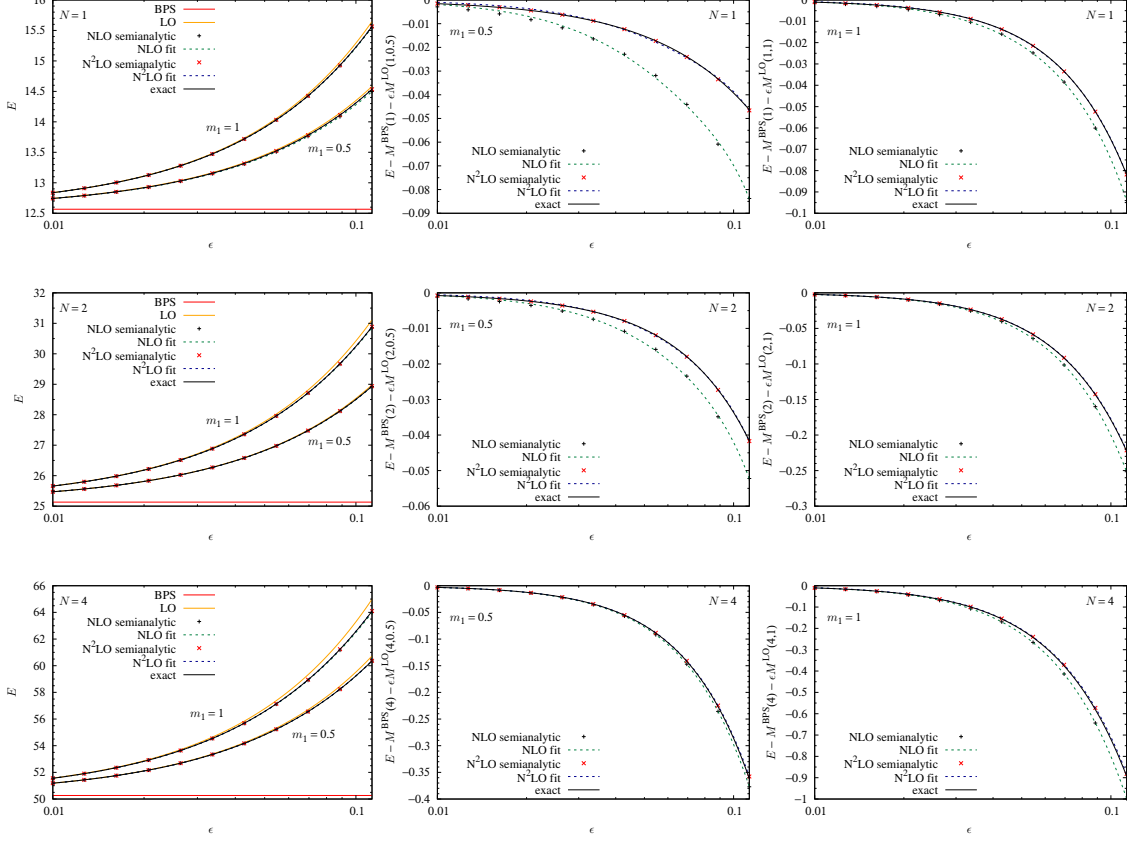 16
15.5
15
14.5
14
13.5
13
12.5
0.01
0.1
E
ϵ
N = 1
BPS
LO
NLO semianalytic
NLO fit
N²LO semianalytic
N²LO fit
exact
m₁ = 1
m₁ = 0.5
0
−0.01
−0.02
−0.03
−0.04
−0.05
−0.06
−0.07
−0.08
−0.09
0.01
0.1
E − M^BPS(1) − ϵM^LO(1,0.5)
ϵ
N = 1
m₁ = 0.5
NLO semianalytic
NLO fit
N²LO semianalytic
N²LO fit
exact
0
−0.01
−0.02
−0.03
−0.04
−0.05
−0.06
−0.07
−0.08
−0.09
−0.1
0.01
0.1
E − M^BPS(1) − ϵM^LO(1,1)
ϵ
N = 1
m₁ = 1
NLO semianalytic
NLO fit
N²LO semianalytic
N²LO fit
exact
32
31
30
29
28
27
26
25
0.01
0.1
E
ϵ
N = 2
BPS
LO
NLO semianalytic
NLO fit
N²LO semianalytic
N²LO fit
exact
m₁ = 1
m₁ = 0.5
0
−0.01
−0.02
−0.03
−0.04
−0.05
−0.06
0.01
0.1
E − M^BPS(2) − ϵM^LO(2,0.5)
ϵ
N = 2
m₁ = 0.5
NLO semianalytic
NLO fit
N²LO semianalytic
N²LO fit
exact
0
−0.05
−0.1
−0.15
−0.2
−0.25
−0.3
0.01
0.1
E − M^BPS(2) − ϵM^LO(2,1)
ϵ
N = 2
m₁ = 1
NLO semianalytic
NLO fit
N²LO semianalytic
N²LO fit
exact
66
64
62
60
58
56
54
52
50
0.01
0.1
E
ϵ
N = 4
BPS
LO
NLO semianalytic
NLO fit
N²LO semianalytic
N²LO fit
exact
m₁ = 1
m₁ = 0.5
0
−0.05
−0.1
−0.15
−0.2
−0.25
−0.3
−0.35
−0.4
0.01
0.1
E − M^BPS(4) − ϵM^LO(4,0.5)
ϵ
N = 4
m₁ = 0.5
NLO semianalytic
NLO fit
N²LO semianalytic
N²LO fit
exact
0
−0.1
−0.2
−0.3
−0.4
−0.5
−0.6
−0.7
−0.8
−0.9
−1
0.01
0.1
E − M^BPS(4) − ϵM^LO(4,1)
ϵ
N = 4
m₁ = 1
NLO semianalytic
NLO fit
N²LO semianalytic
N²LO fit
exact